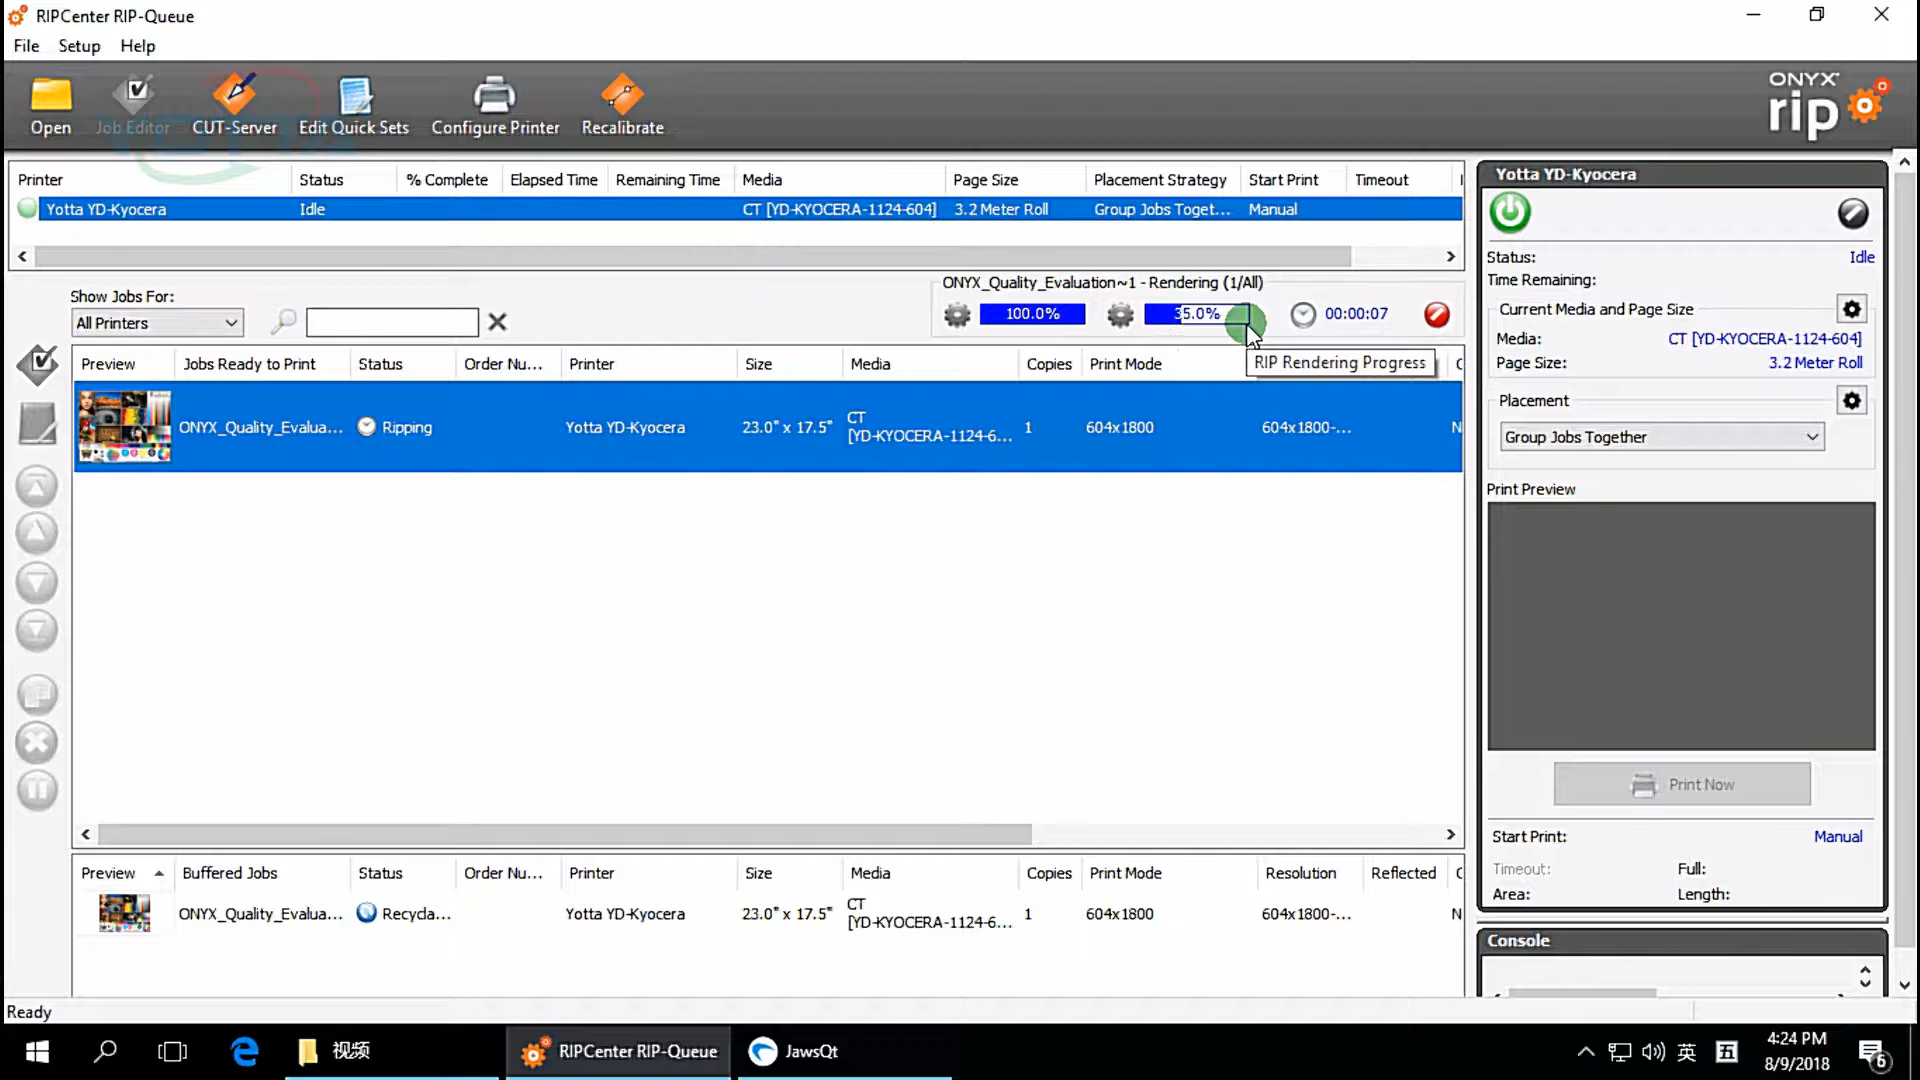 RIPCenter RIP-Queue
File Setup Help
Open Job Editor CUT-Server Edit Quick Sets Configure Printer Recalibrate
ONYX
rip
Printer Status % Complete Elapsed Time Remaining Time Media Page Size Placement Strategy Start Print Timeout
Yotta YD-Kyocera Idle CT [YD-KYOCERA-1124-604] 3.2 Meter Roll Group Jobs Toget... Manual
Show Jobs For:
All Printers
ONYX_Quality_Evaluation~1 - Rendering (1/All)
100.0% 35.0% 00:00:07
RIP Rendering Progress
Preview Jobs Ready to Print Status Order Nu... Printer Size Media Copies Print Mode
ONYX_Quality_Evalua... Ripping Yotta YD-Kyocera 23.0" x 17.5" CT
[YD-KYOCERA-1124-6... 1 604x1800 604x1800-... N
Preview Buffered Jobs Status Order Nu... Printer Size Media Copies Print Mode Resolution Reflected
ONYX_Quality_Evalua... Recycla... Yotta YD-Kyocera 23.0" x 17.5" CT
[YD-KYOCERA-1124-6... 1 604x1800 604x1800-... N
Yotta YD-Kyocera
Status: Idle
Time Remaining:
Current Media and Page Size
Media: CT [YD-KYOCERA-1124-604]
Page Size: 3.2 Meter Roll
Placement
Group Jobs Together
Print Preview
Print Now
Start Print: Manual
Timeout: Full:
Area: Length:
Console
Ready
视频 RIPCenter RIP-Queue JawsQt
英 五
4:24 PM
8/9/2018
6